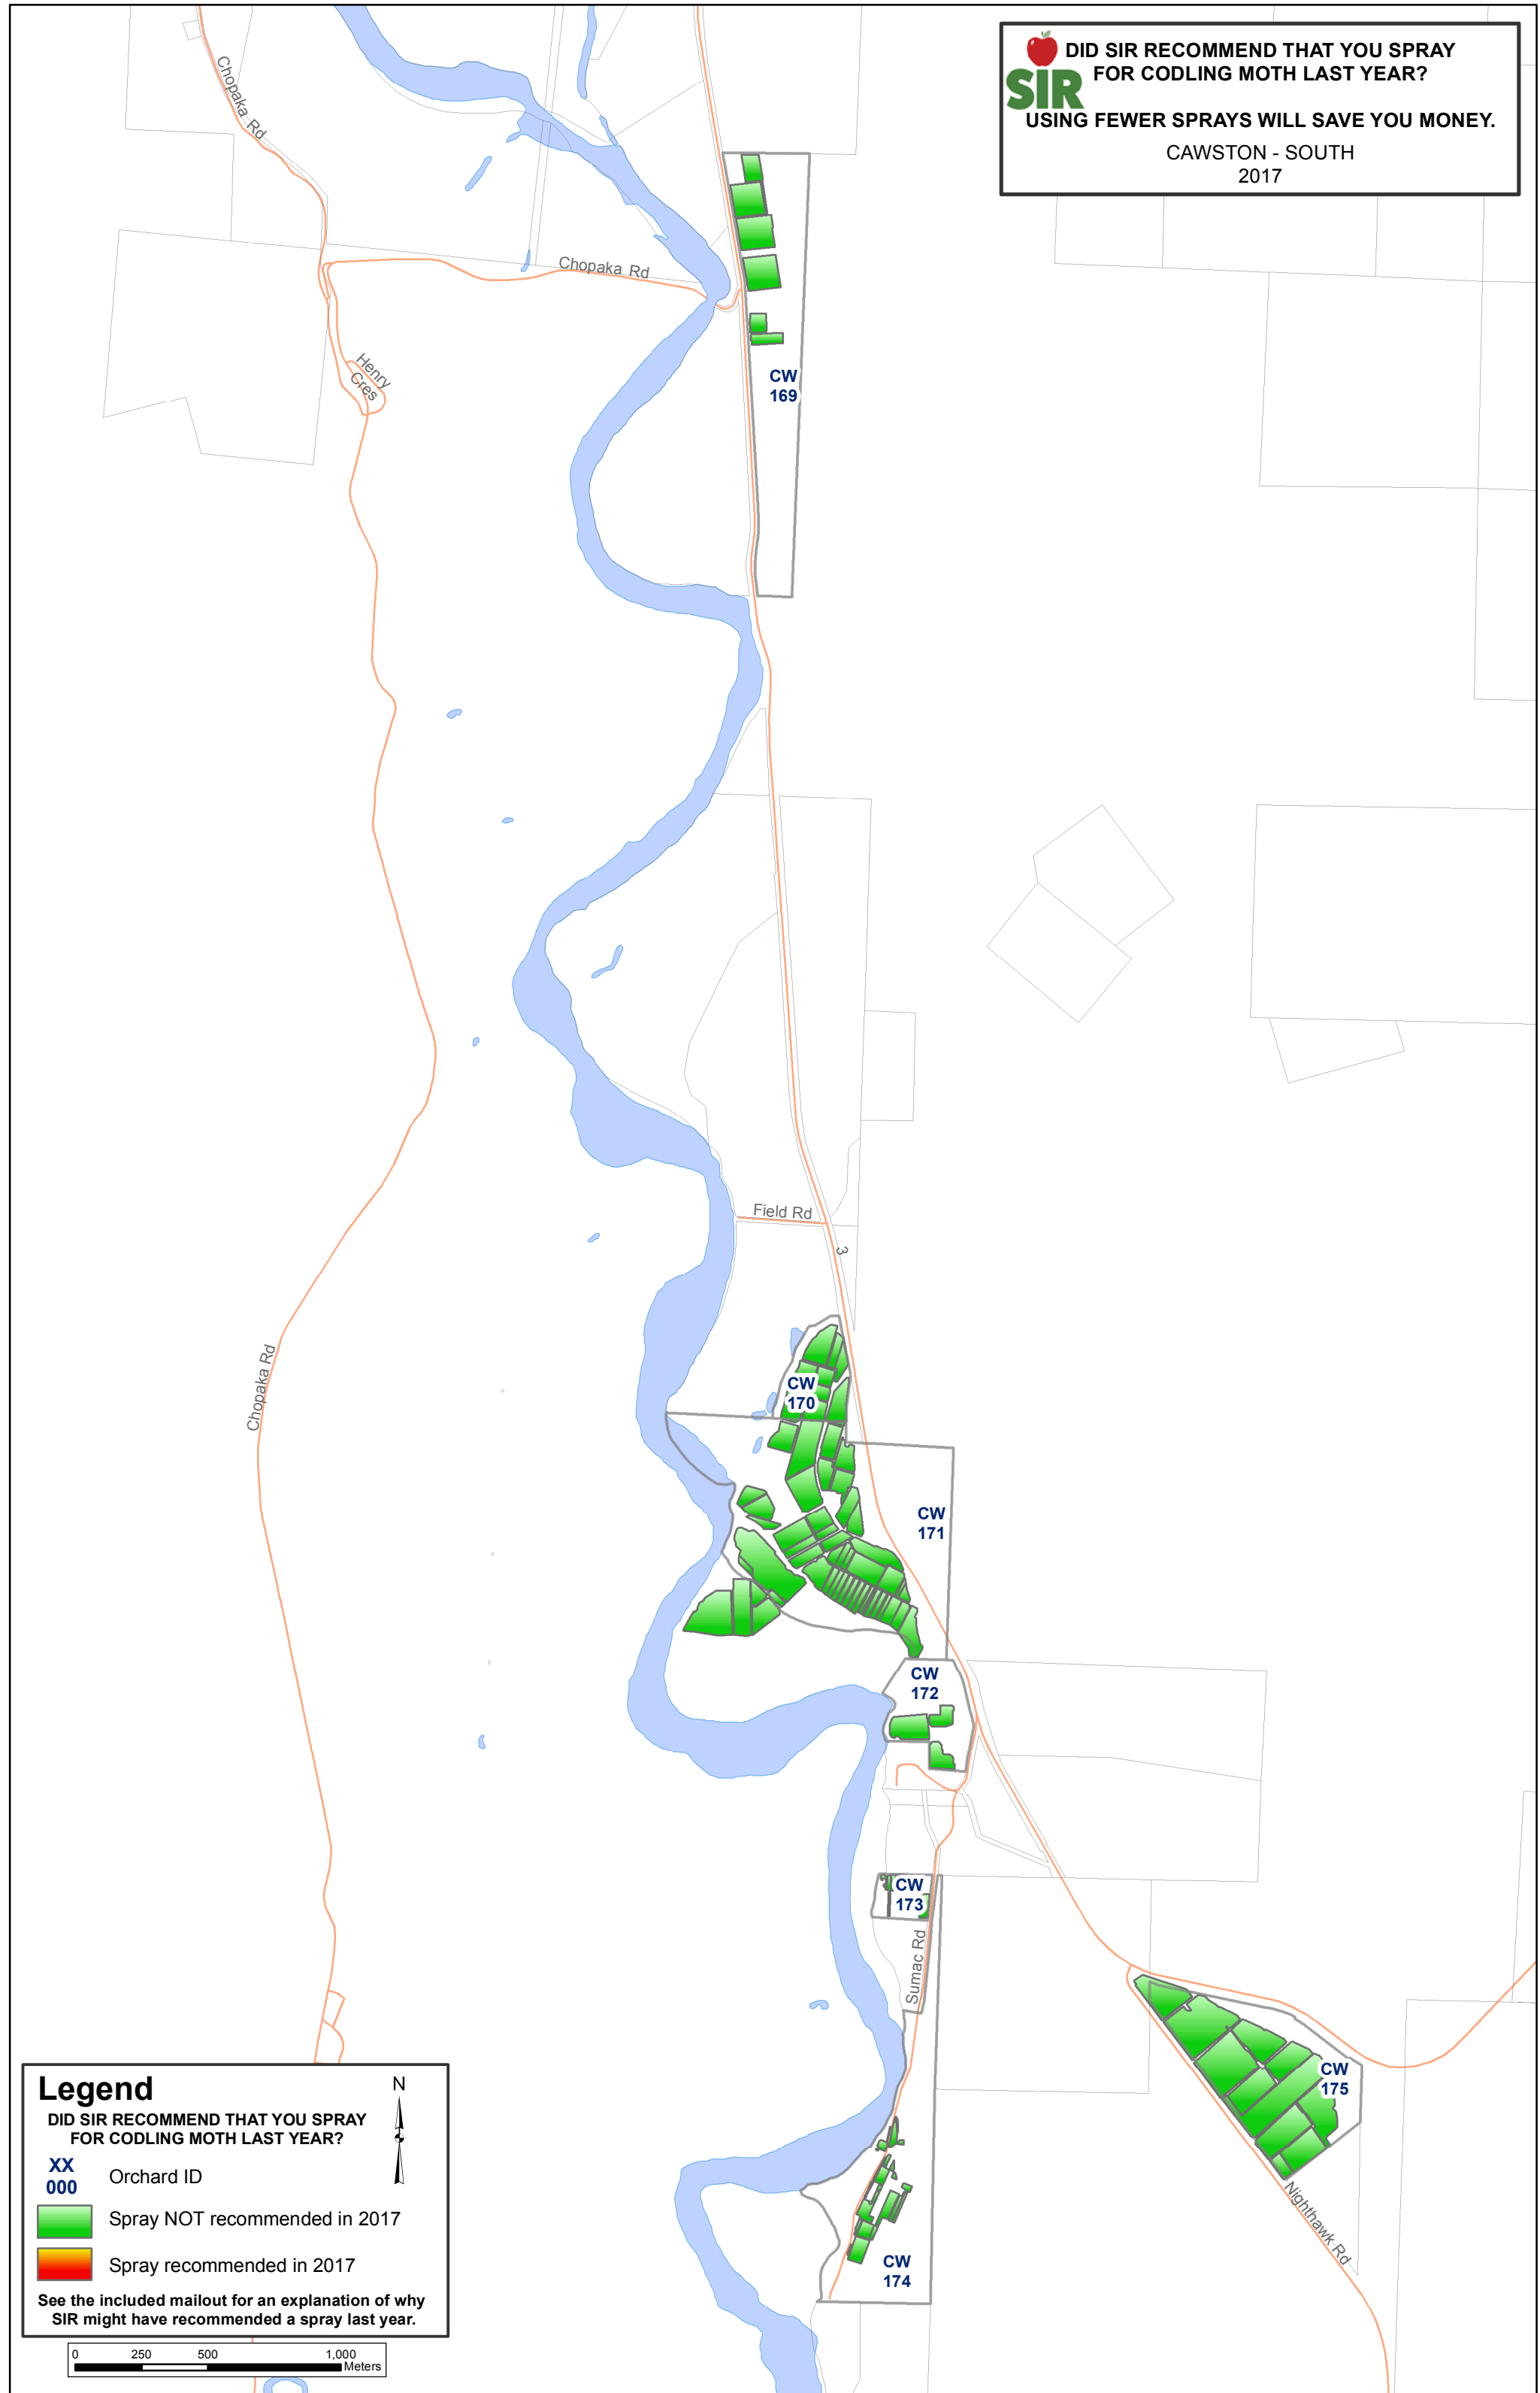 SIR
DID SIR RECOMMEND THAT YOU SPRAY
FOR CODLING MOTH LAST YEAR?
USING FEWER SPRAYS WILL SAVE YOU MONEY.
CAWSTON - SOUTH
2017
Chopaka Rd
Chopaka Rd
Henry
Cres
CW
169
Field Rd
3
Chopaka Rd
CW
170
CW
171
CW
172
CW
173
Sumac Rd
CW
175
Nighthawk Rd
CW
174
Legend
N
DID SIR RECOMMEND THAT YOU SPRAY
FOR CODLING MOTH LAST YEAR?
XX
000
Orchard ID
Spray NOT recommended in 2017
Spray recommended in 2017
See the included mailout for an explanation of why
SIR might have recommended a spray last year.
0 250 500 1,000
Meters